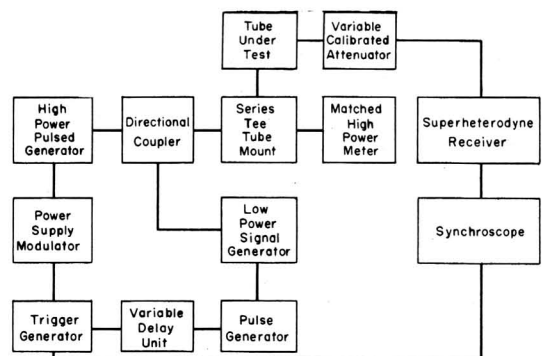 Tube
Under
Test
Variable
Calibrated
Attenuator
High
Power
Pulsed
Generator
Directional
Coupler
Series
Tee
Tube
Mount
Matched
High
Power
Meter
Superheterodyne
Receiver
Power
Supply
Modulator
Low
Power
Signal
Generator
Synchroscope
Trigger
Generator
Variable
Delay
Unit
Pulse
Generator